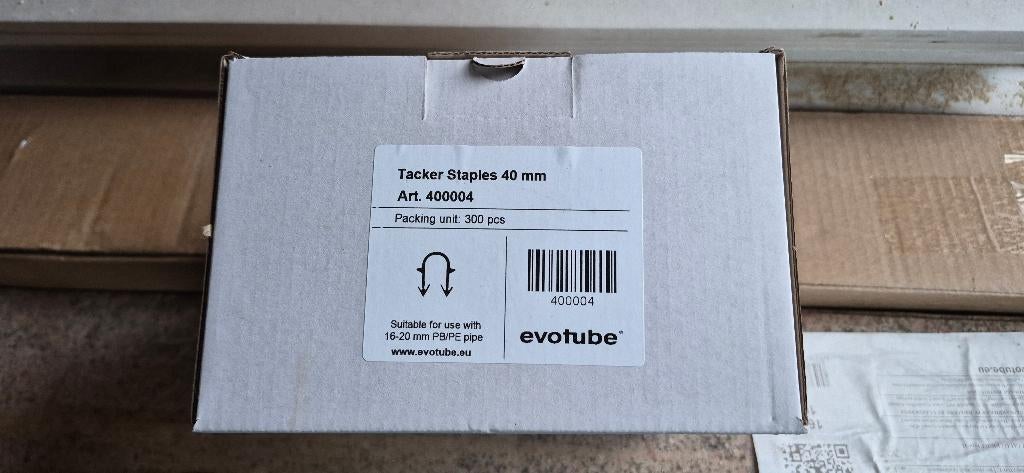 Tacker Staples 40 mm
Art. 400004
Packing unit: 300 pcs
Suitable for use with
16-20 mm PB/PE pipe
www.evotube.eu
400004
evotube®